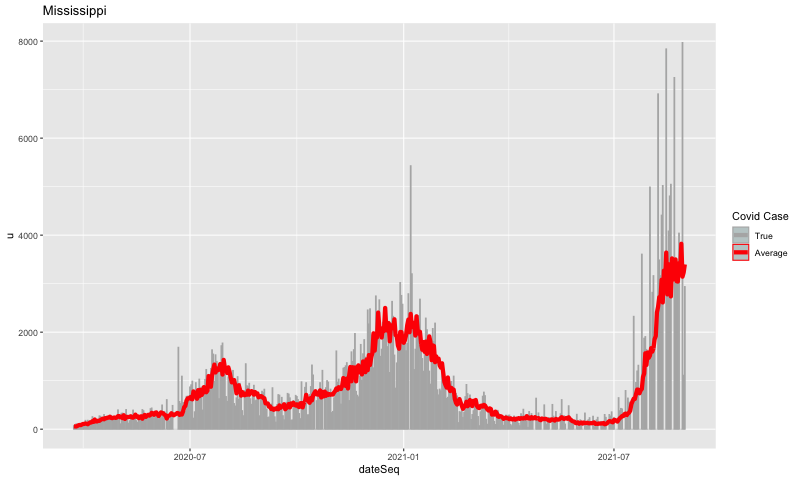 Mississippi
8000
6000
4000
2000
0
u
2020-07
2021-01
2021-07
dateSeq
Covid Case
True
Average